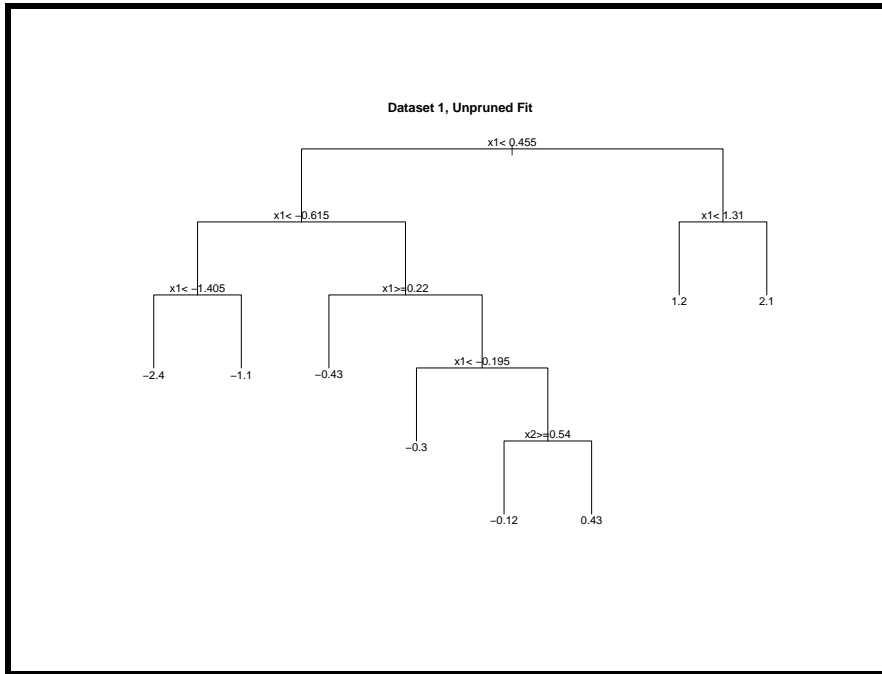 Dataset 1, Unpruned Fit
x1< 0.455
x1< −0.615
x1< 1.31
x1< −1.405
x1>=0.22
1.2
2.1
−2.4
−1.1
−0.43
x1< −0.195
−0.3
x2>=0.54
−0.12
0.43